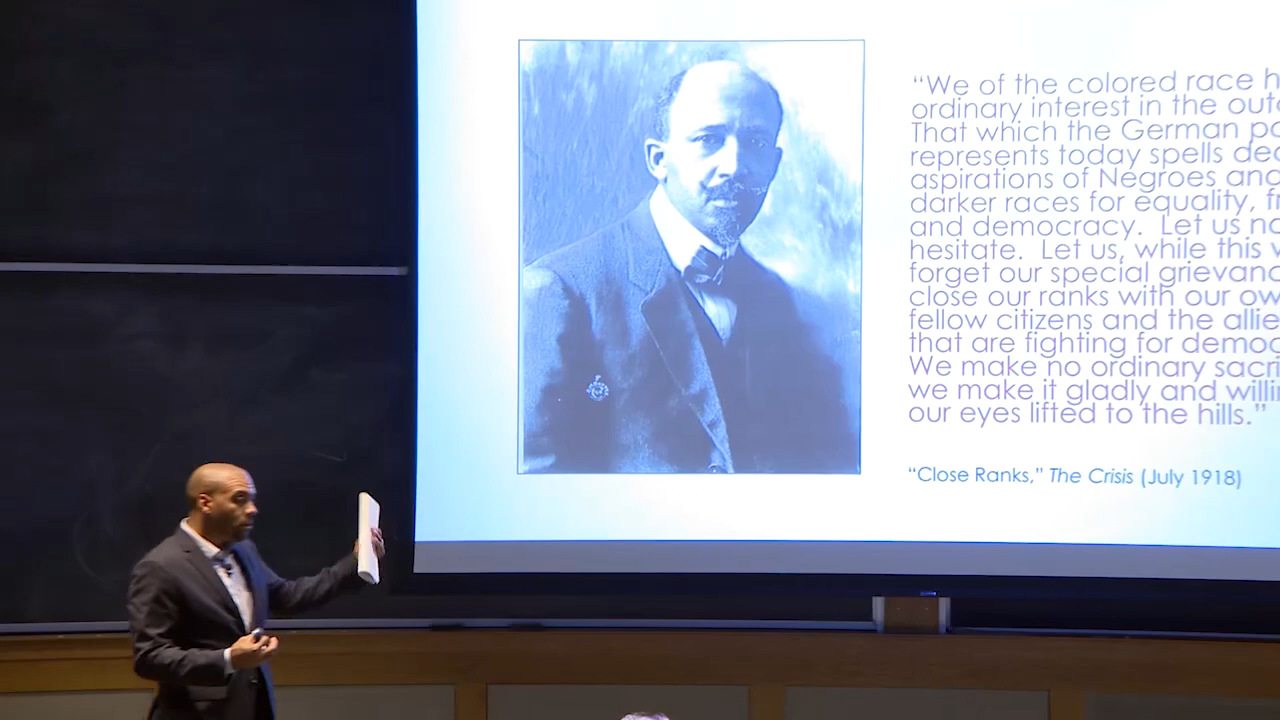 “We of the colored race h
ordinary interest in the outc
That which the German po
represents today spells dea
aspirations of Negroes and
darker races for equality, fr
and democracy.  Let us no
hesitate.  Let us, while this w
forget our special grievanc
close our ranks with our ow
fellow citizens and the allie
that are fighting for democ
We make no ordinary sacri
we make it gladly and willin
our eyes lifted to the hills.”
“Close Ranks,” The Crisis (July 1918)